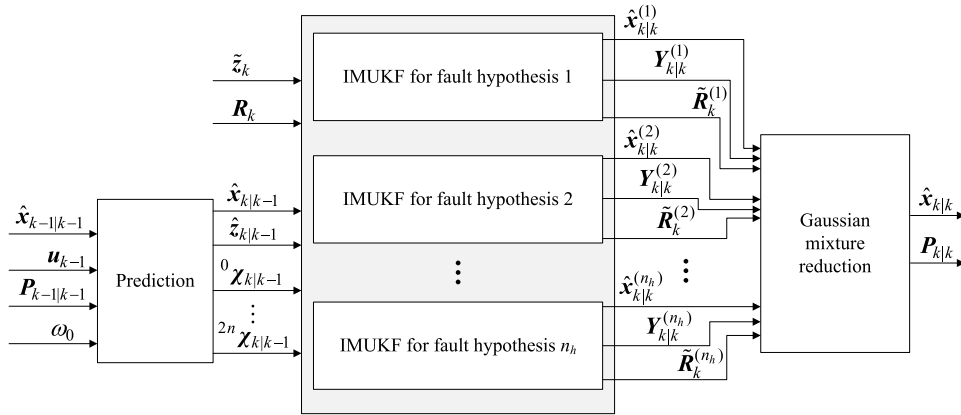 x̂_{k-1|k-1}
u_{k-1}
P_{k-1|k-1}
ω_0
Prediction
z̃_k
R_k
x̂_{k|k-1}
ẑ_{k|k-1}
^0χ_{k|k-1}
⋮
^{2n}χ_{k|k-1}
IMUKF for fault hypothesis 1
IMUKF for fault hypothesis 2
⋮
IMUKF for fault hypothesis n_h
x̂_{k|k}^{(1)}
Y_{k|k}^{(1)}
R̃_k^{(1)}
x̂_{k|k}^{(2)}
Y_{k|k}^{(2)}
R̃_k^{(2)}
⋮
x̂_{k|k}^{(n_h)}
Y_{k|k}^{(n_h)}
R̃_k^{(n_h)}
Gaussian
mixture
reduction
x̂_{k|k}
P_{k|k}